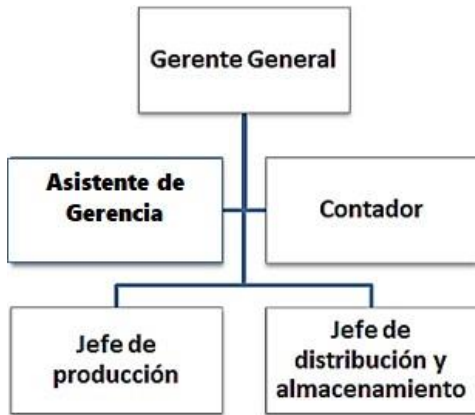 Gerente General
Asistente de
Gerencia
Contador
Jefe de
producción
Jefe de
distribución y
almacenamiento